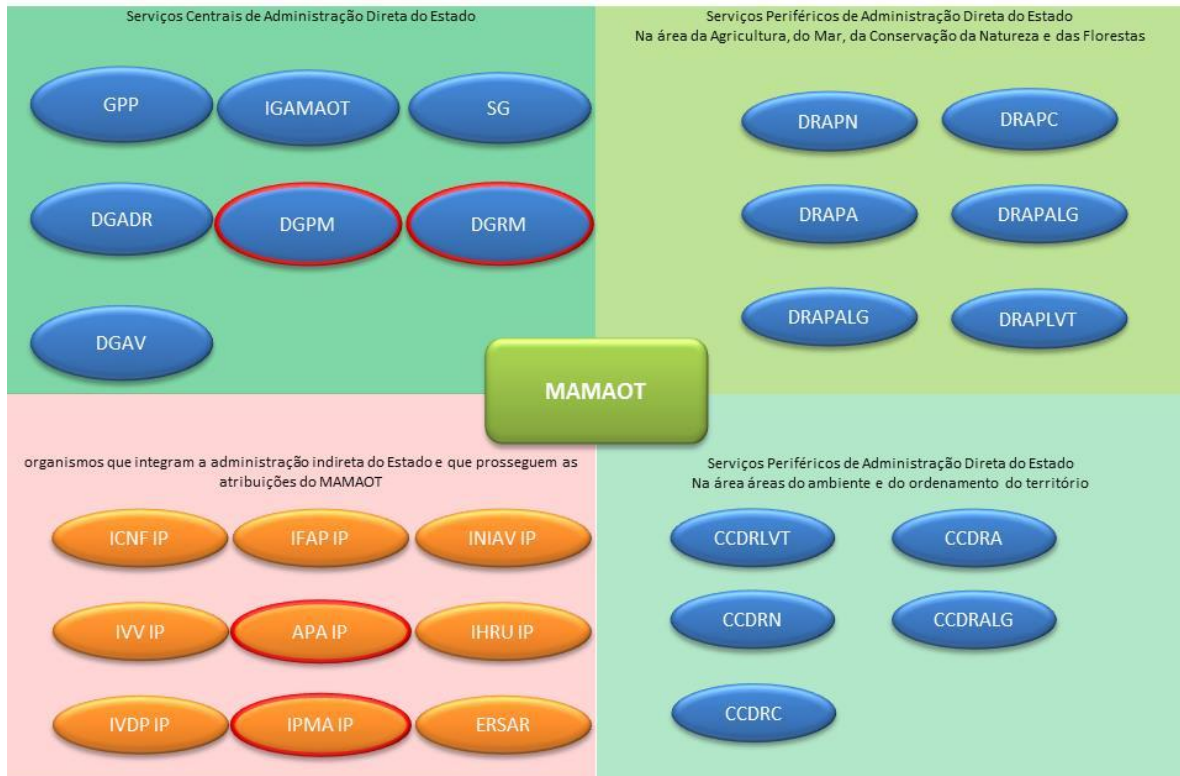 Serviços Centrais de Administração Direta do Estado
GPP
IGAMAOT
SG
DGADR
DGPM
DGRM
DGAV
Serviços Periféricos de Administração Direta do Estado
Na área da Agricultura, do Mar, da Conservação da Natureza e das Florestas
DRAPN
DRAPC
DRAPA
DRAPALG
DRAPALG
DRAPLVT
MAMAOT
organismos que integram a administração indireta do Estado e que prosseguem as
atribuições do MAMAOT
ICNF IP
IFAP IP
INIAV IP
IVV IP
APA IP
IHRU IP
IVDP IP
IPMA IP
ERSAR
Serviços Periféricos de Administração Direta do Estado
Na área áreas do ambiente e do ordenamento do território
CCDRLVT
CCDRA
CCDRN
CCDRALG
CCDRC